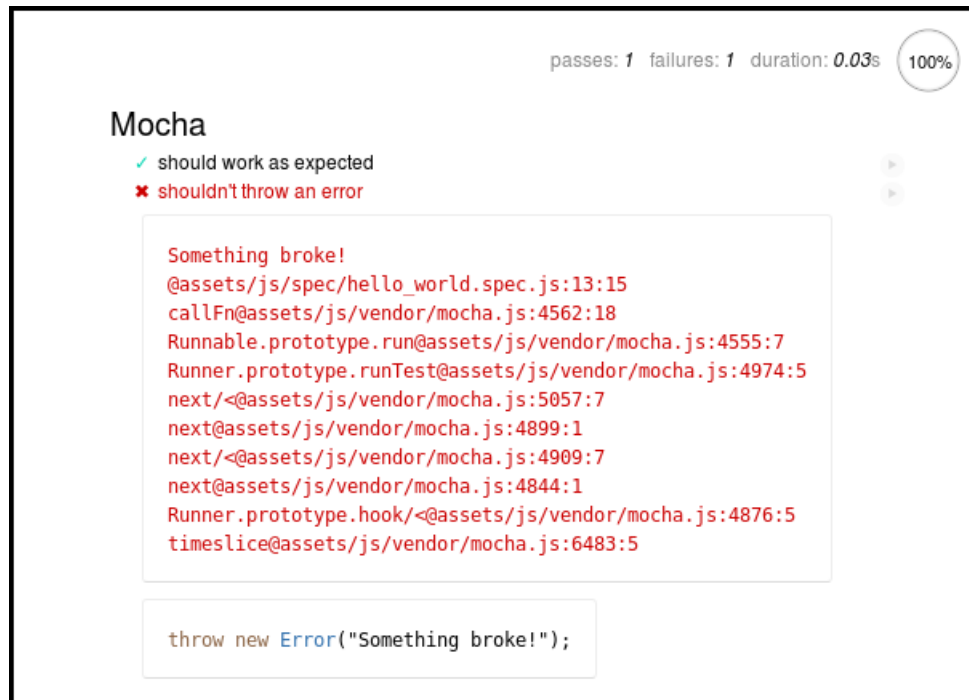 passes: 1 failures: 1 duration: 0.03s 100%
Mocha
✓ should work as expected
✖ shouldn't throw an error
Something broke!
@assets/js/spec/hello_world.spec.js:13:15
callFn@assets/js/vendor/mocha.js:4562:18
Runnable.prototype.run@assets/js/vendor/mocha.js:4555:7
Runner.prototype.runTest@assets/js/vendor/mocha.js:4974:5
next/<@assets/js/vendor/mocha.js:5057:7
next@assets/js/vendor/mocha.js:4899:1
next/<@assets/js/vendor/mocha.js:4909:7
next@assets/js/vendor/mocha.js:4844:1
Runner.prototype.hook/<@assets/js/vendor/mocha.js:4876:5
timeslice@assets/js/vendor/mocha.js:6483:5
throw new Error("Something broke!");